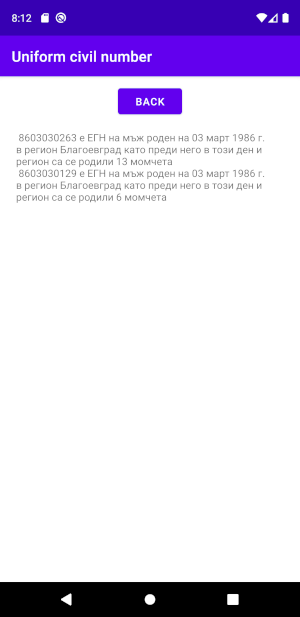 8:12
Uniform civil number
BACK
8603030263 е ЕГН на мъж роден на 03 март 1986 г.
в регион Благоевград като преди него в този ден и
регион са се родили 13 момчета
8603030129 е ЕГН на мъж роден на 03 март 1986 г.
в регион Благоевград като преди него в този ден и
регион са се родили 6 момчета